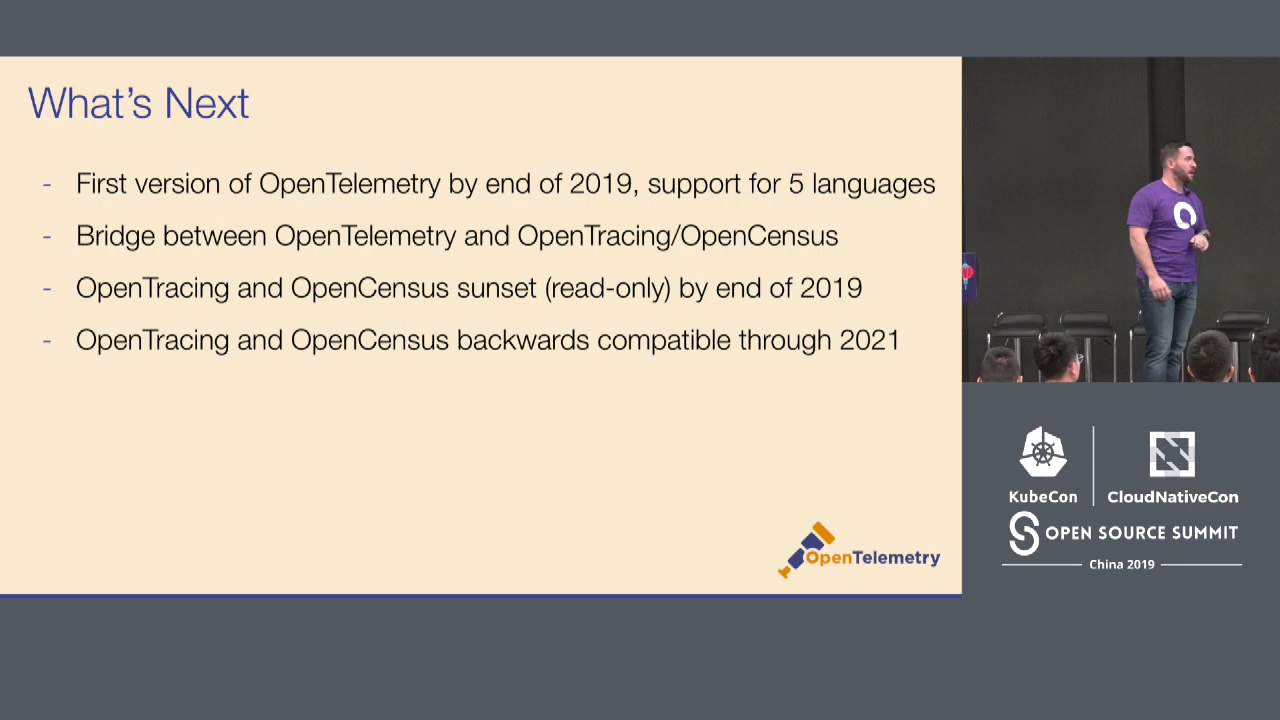 What's Next
- First version of OpenTelemetry by end of 2019, support for 5 languages
- Bridge between OpenTelemetry and OpenTracing/OpenCensus
- OpenTracing and OpenCensus sunset (read-only) by end of 2019
- OpenTracing and OpenCensus backwards compatible through 2021
OpenTelemetry
KubeCon
CloudNativeCon
OPEN SOURCE SUMMIT
China 2019